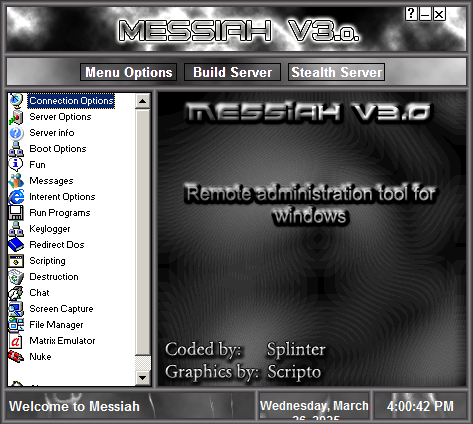 MESSIAH V3.0.
? – ×
Menu Options
Build Server
Stealth Server
Connection Options
Server Options
Server info
Boot Options
Fun
Messages
Interent Options
Run Programs
Keylogger
Redirect Dos
Scripting
Destruction
Chat
Screen Capture
File Manager
Matrix Emulator
Nuke
MESSIAH V3.0
Remote administration tool for
windows
Coded by: Splinter
Graphics by: Scripto
Welcome to Messiah
Wednesday, March
26, 2025
4:00:42 PM